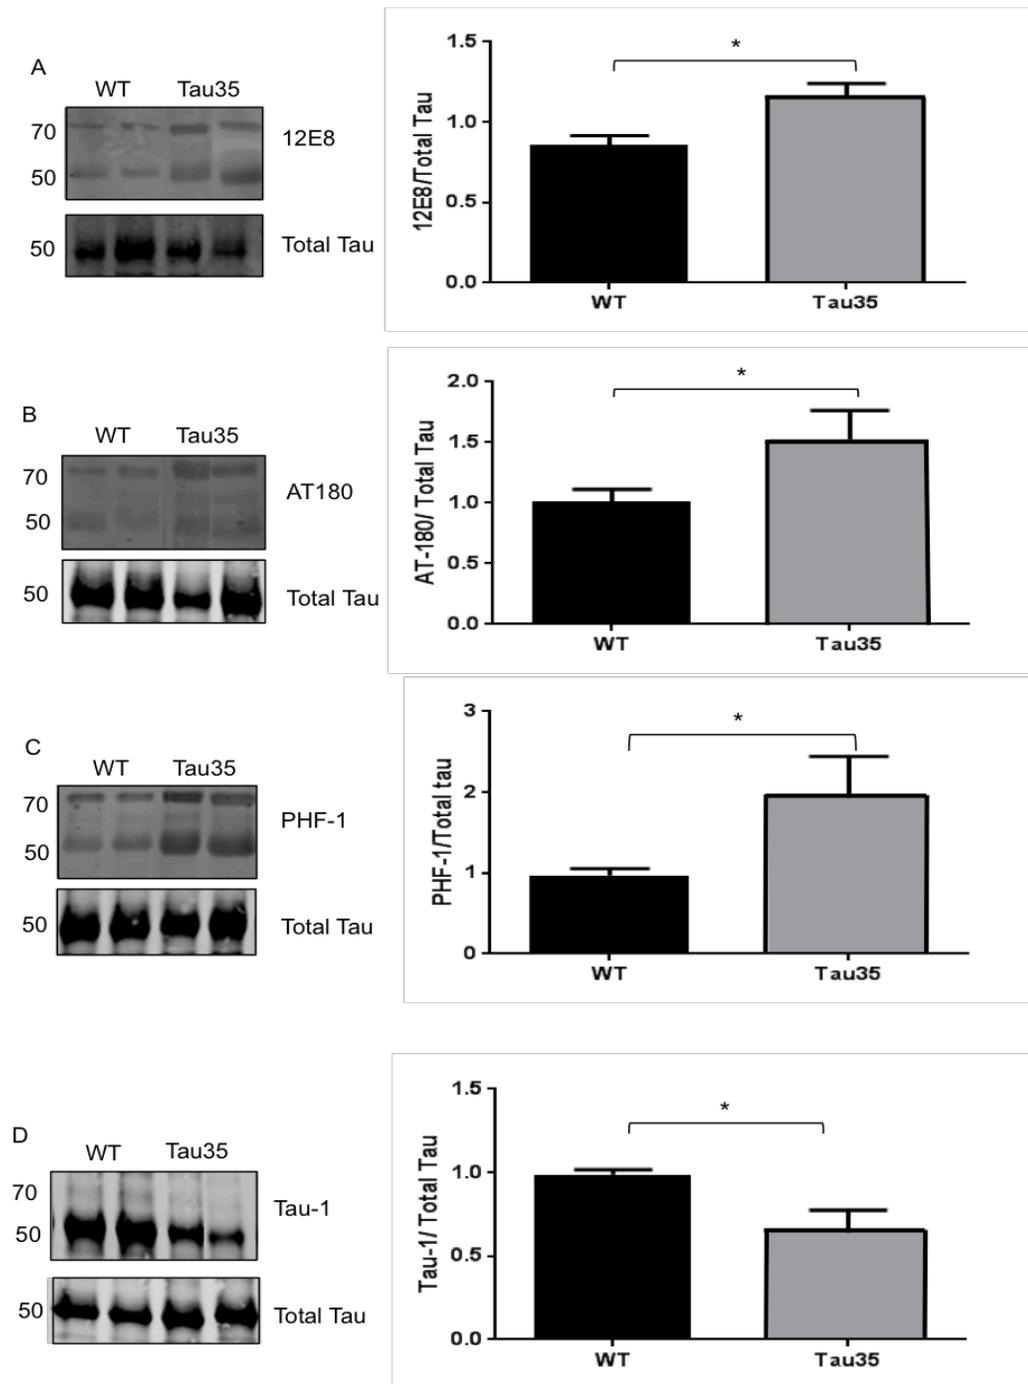 A
WT Tau35
70
50
12E8
50
Total Tau
1.5
1.0
0.5
0.0
12E8/Total Tau
*
WT Tau35
B
WT Tau35
70
50
AT180
50
Total Tau
2.0
1.5
1.0
0.5
0.0
AT-180/ Total Tau
*
WT Tau35
C
WT Tau35
70
50
PHF-1
50
Total Tau
3
2
1
0
PHF-1/Total tau
*
WT Tau35
D
WT Tau35
70
50
Tau-1
50
Total Tau
1.5
1.0
0.5
0.0
Tau-1/ Total Tau
*
WT Tau35